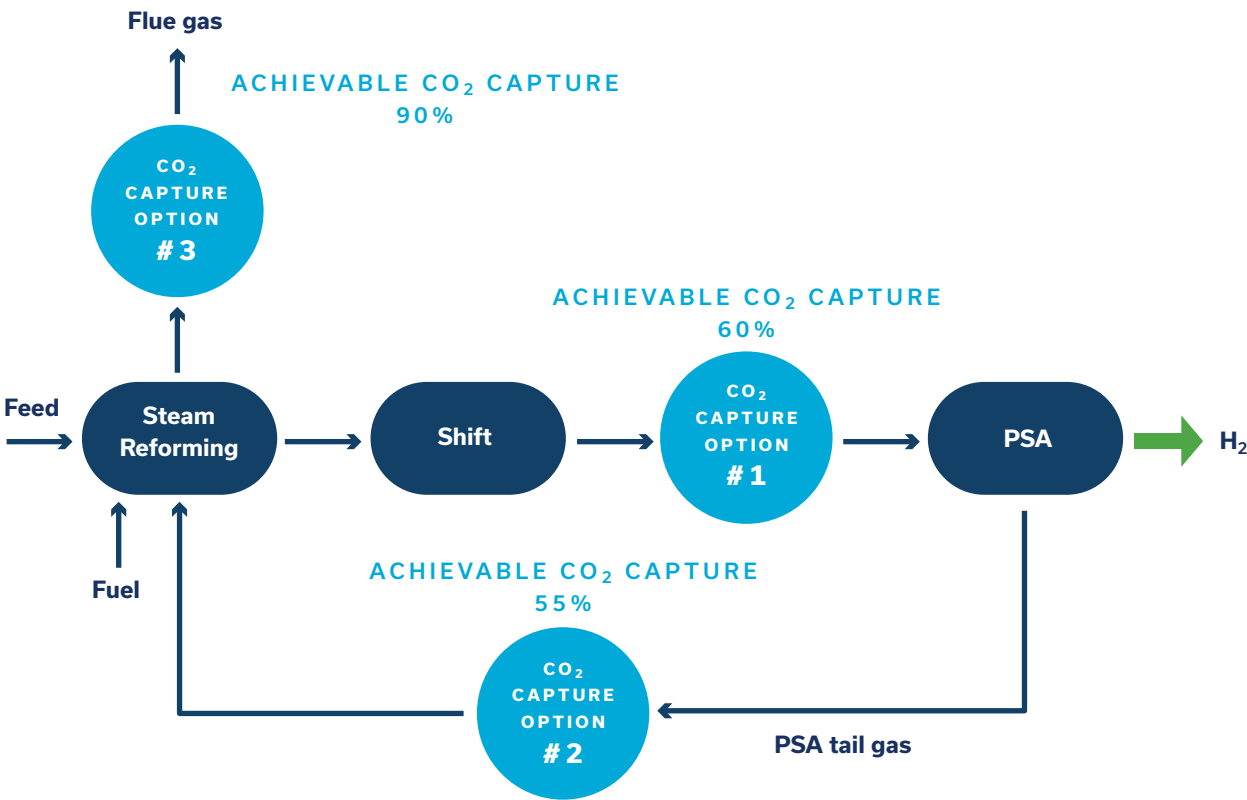 Flue gas
ACHIEVABLE CO₂ CAPTURE
90%
CO₂
CAPTURE
OPTION
#3
ACHIEVABLE CO₂ CAPTURE
60%
Feed
Steam
Reforming
Shift
CO₂
CAPTURE
OPTION
#1
PSA
H₂
Fuel
ACHIEVABLE CO₂ CAPTURE
55%
CO₂
CAPTURE
OPTION
#2
PSA tail gas